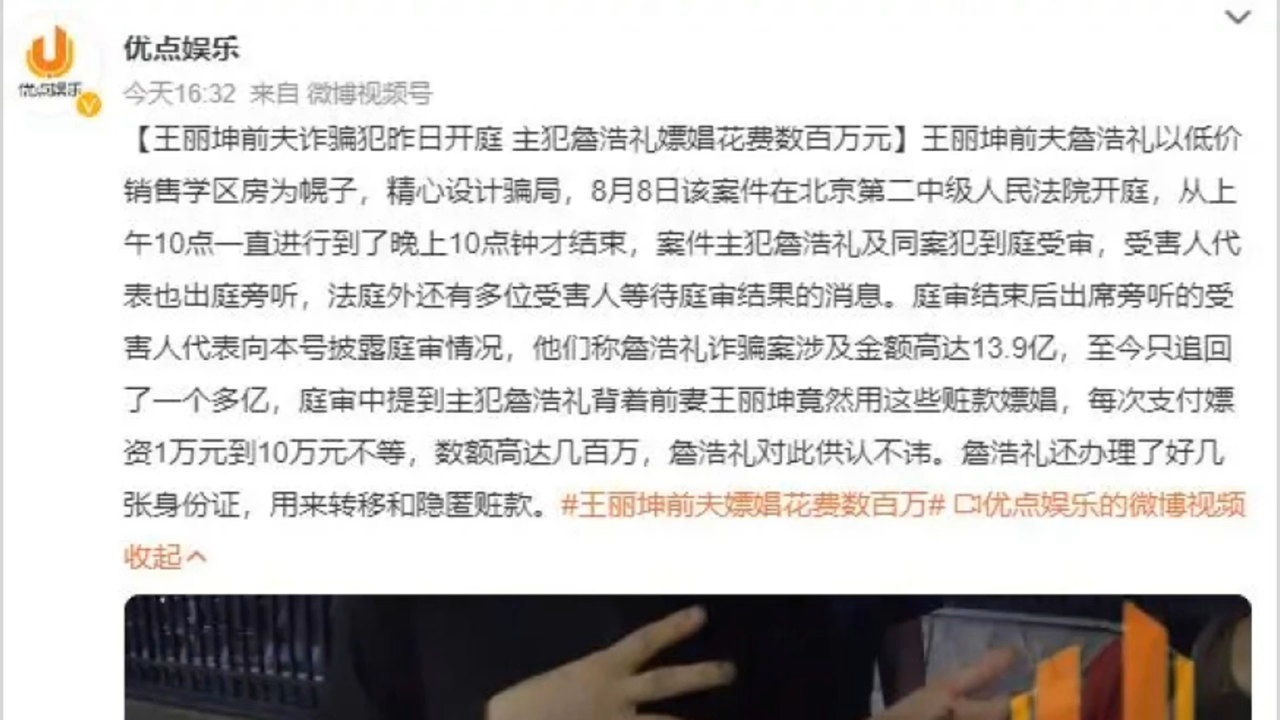 优点娱乐
优点娱乐
今天16:32 来自 微博视频号
【王丽坤前夫诈骗犯昨日开庭 主犯詹浩礼嫖娼花费数百万元】王丽坤前夫詹浩礼以低价
销售学区房为幌子，精心设计骗局，8月8日该案件在北京第二中级人民法院开庭，从上
午10点一直进行到了晚上10点钟才结束，案件主犯詹浩礼及同案犯到庭受审，受害人代
表也出庭旁听，法庭外还有多位受害人等待庭审结果的消息。庭审结束后出席旁听的受
害人代表向本号披露庭审情况，他们称詹浩礼诈骗案涉及金额高达13.9亿，至今只追回
了一个多亿，庭审中提到主犯詹浩礼背着前妻王丽坤竟然用这些赃款嫖娼，每次支付嫖
资1万元到10万元不等，数额高达几百万，詹浩礼对此供认不讳。詹浩礼还办理了好几
张身份证，用来转移和隐匿赃款。#王丽坤前夫嫖娼花费数百万# 优点娱乐的微博视频
收起